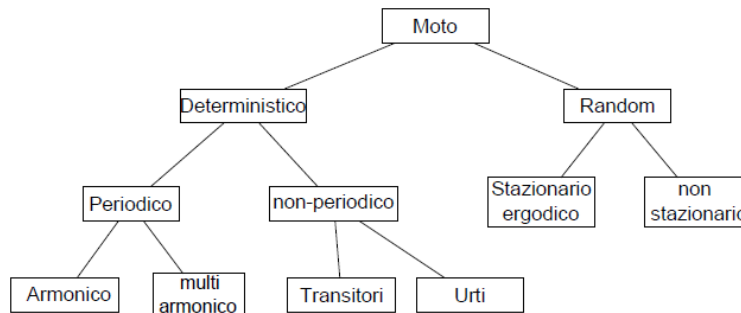 Moto
Deterministico
Random
Periodico
non-periodico
Stazionario
ergodico
non
stazionario
Armonico
multi
armonico
Transitori
Urti